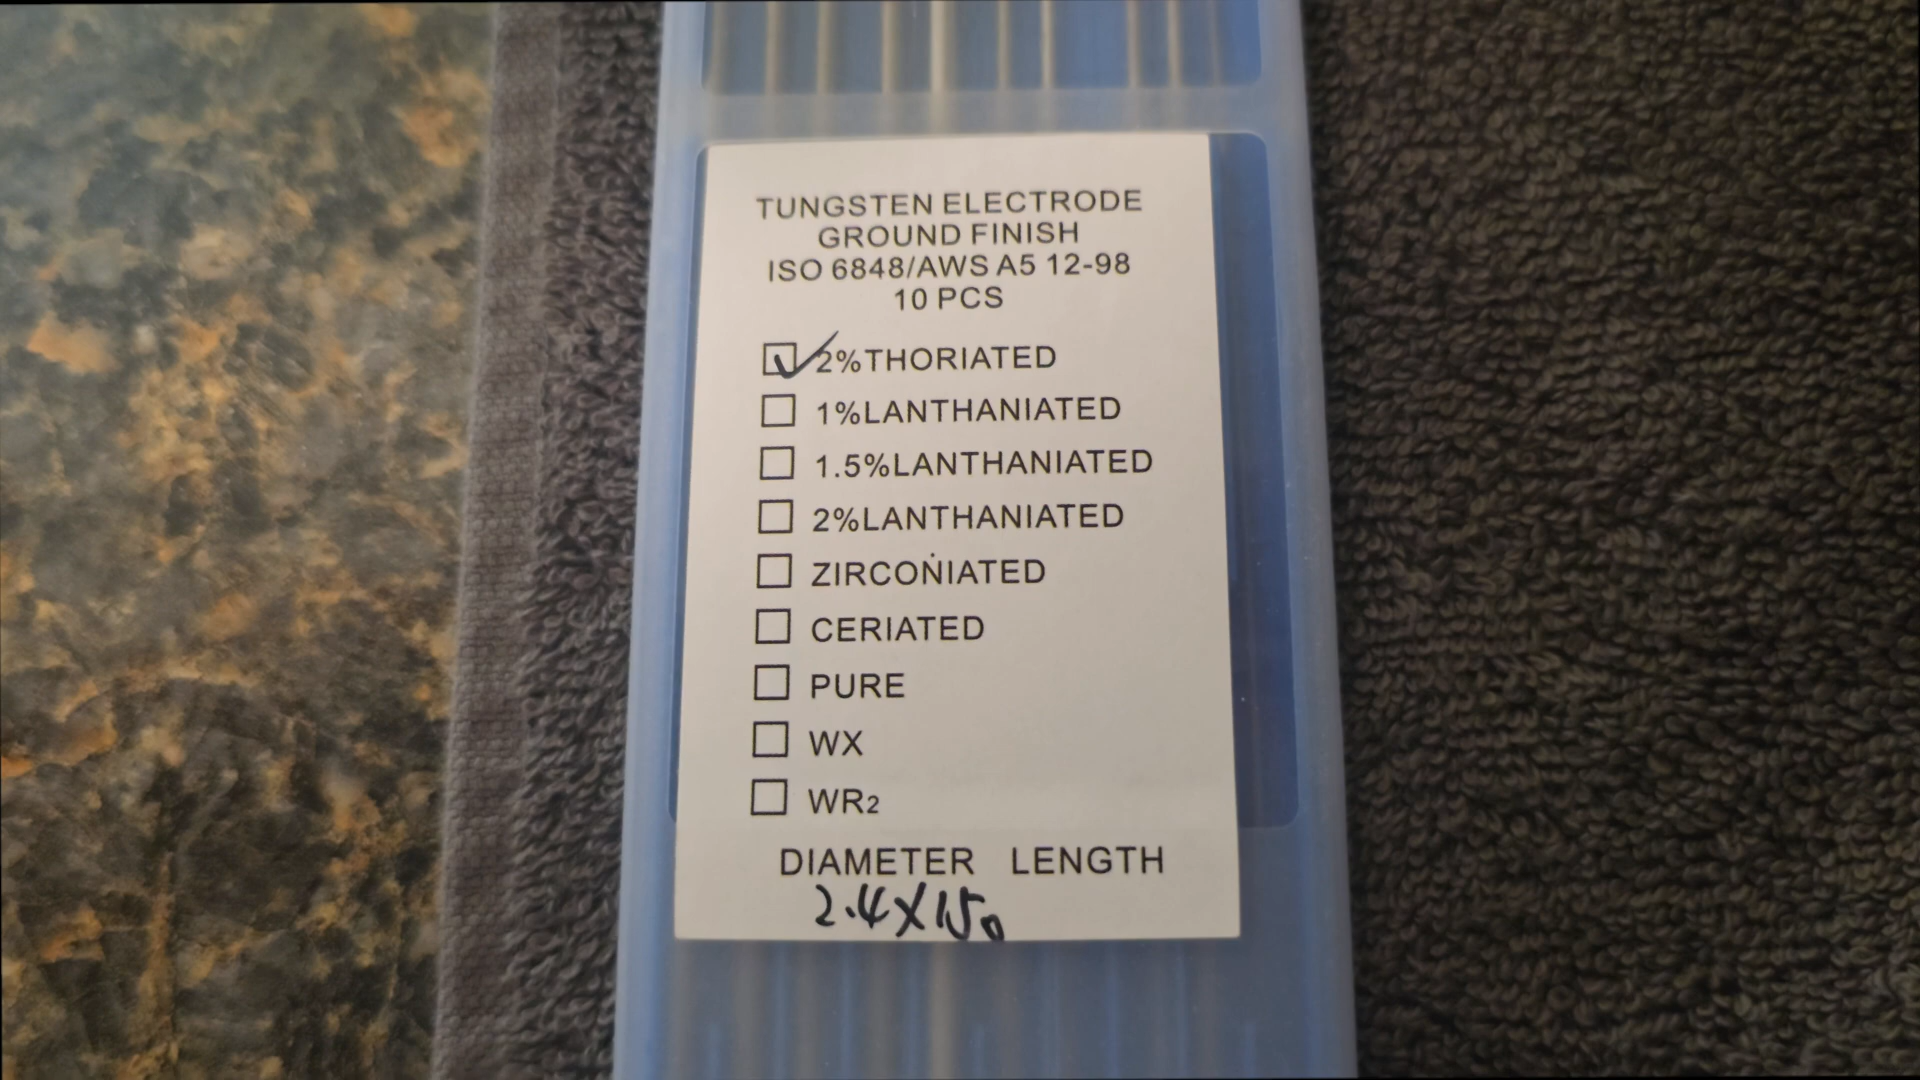 TUNGSTEN ELECTRODE
GROUND FINISH
ISO 6848/AWS A5 12-98
10 PCS
2%THORIATED
1%LANTHANIATED
1.5%LANTHANIATED
2%LANTHANIATED
ZIRCONIATED
CERIATED
PURE
WX
WR2
DIAMETER LENGTH
2.4X150